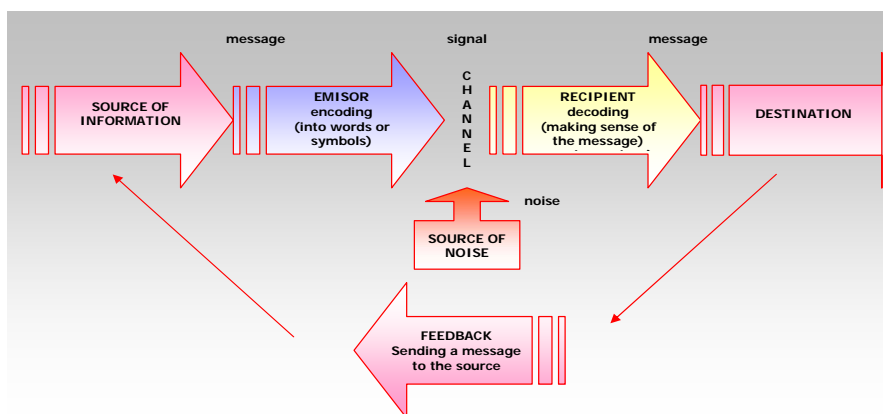 message
signal
message
SOURCE OF
INFORMATION
EMISOR
encoding
(into words or
symbols)
CHANNEL
RECIPIENT
decoding
(making sense of
the message)
DESTINATION
noise
SOURCE OF
NOISE
FEEDBACK
Sending a message
to the source